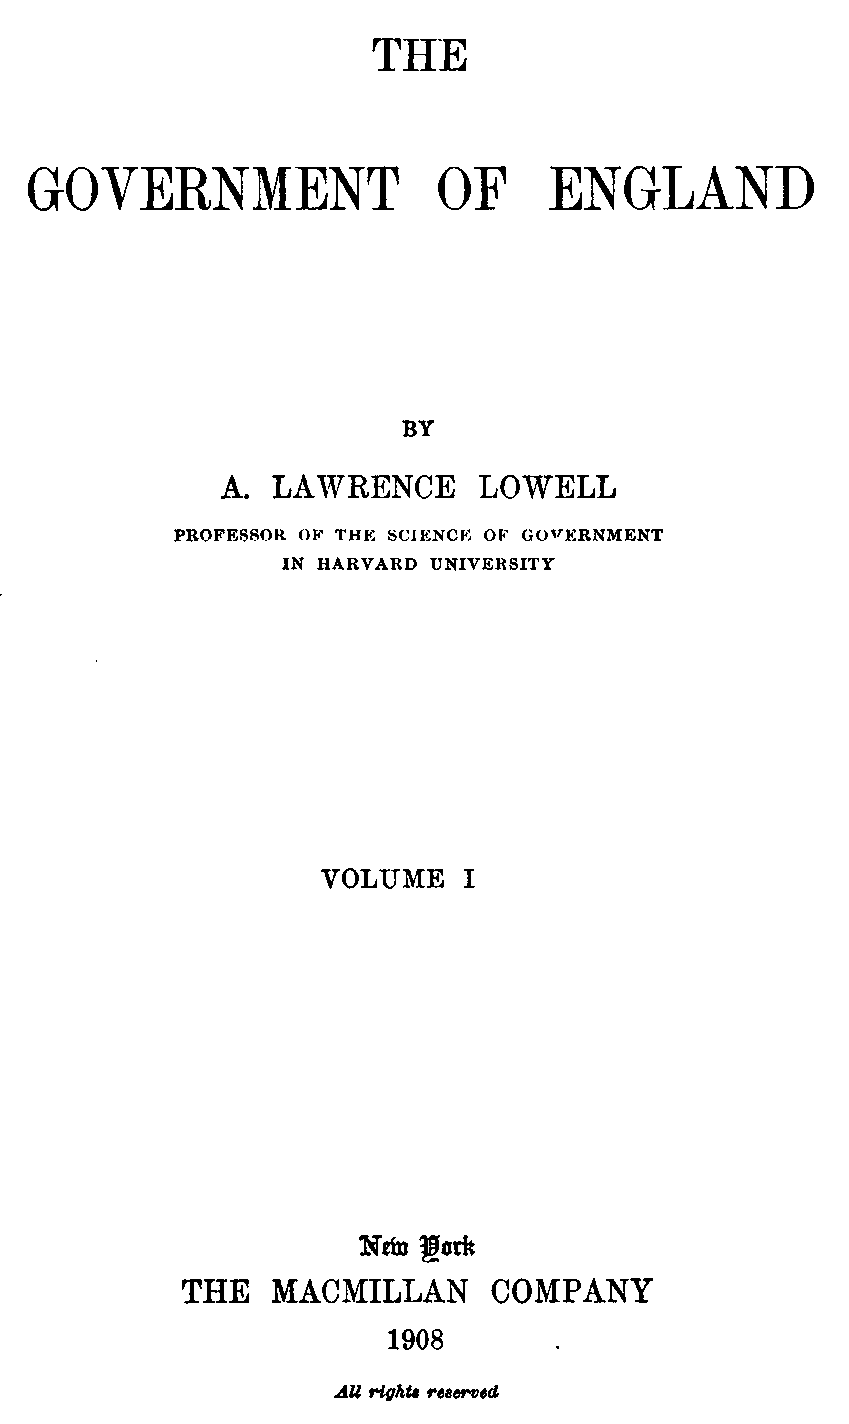 THE
GOVERNMENT OF ENGLAND
BY
A. LAWRENCE LOWELL
PROFESSOR OF THE SCIENCE OF GOVERNMENT
IN HARVARD UNIVERSITY
VOLUME I
New York
THE MACMILLAN COMPANY
1908
All rights reserved